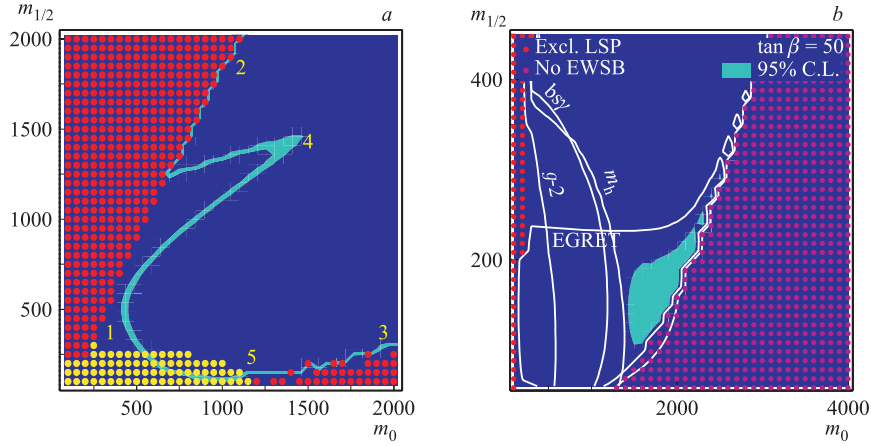 m1/2
a
2000
1500
1000
500
2
4
1
5
3
500
1000
1500
2000
m0
m1/2
b
Excl. LSP
tan β = 50
No EWSB
95% C.L.
400
200
bsγ
g-2
mh
EGRET
2000
4000
m0